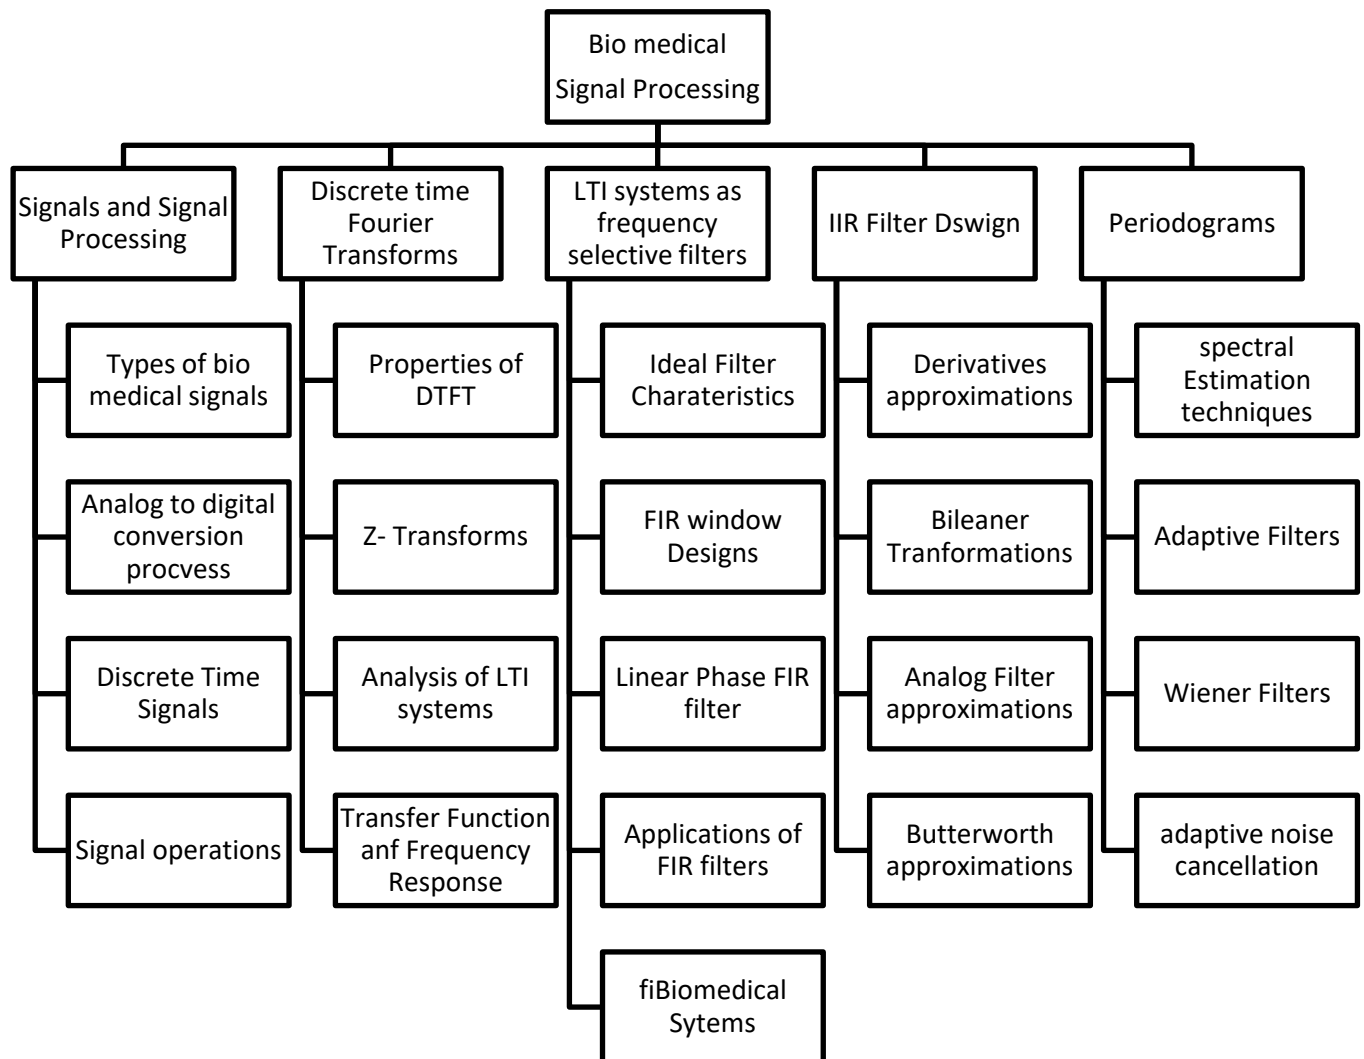 Bio medical
Signal Processing
Signals and Signal
Processing
Discrete time
Fourier
Transforms
LTI systems as
frequency
selective filters
IIR Filter Dswign
Periodograms
Types of bio
medical signals
Analog to digital
conversion
procvess
Discrete Time
Signals
Signal operations
Properties of
DTFT
Z- Transforms
Analysis of LTI
systems
Transfer Function
anf Frequency
Response
Ideal Filter
Charateristics
FIR window
Designs
Linear Phase FIR
filter
Applications of
FIR filters
fiBiomedical
Sytems
Derivatives
approximations
Bileaner
Tranformations
Analog Filter
approximations
Butterworth
approximations
spectral
Estimation
techniques
Adaptive Filters
Wiener Filters
adaptive noise
cancellation